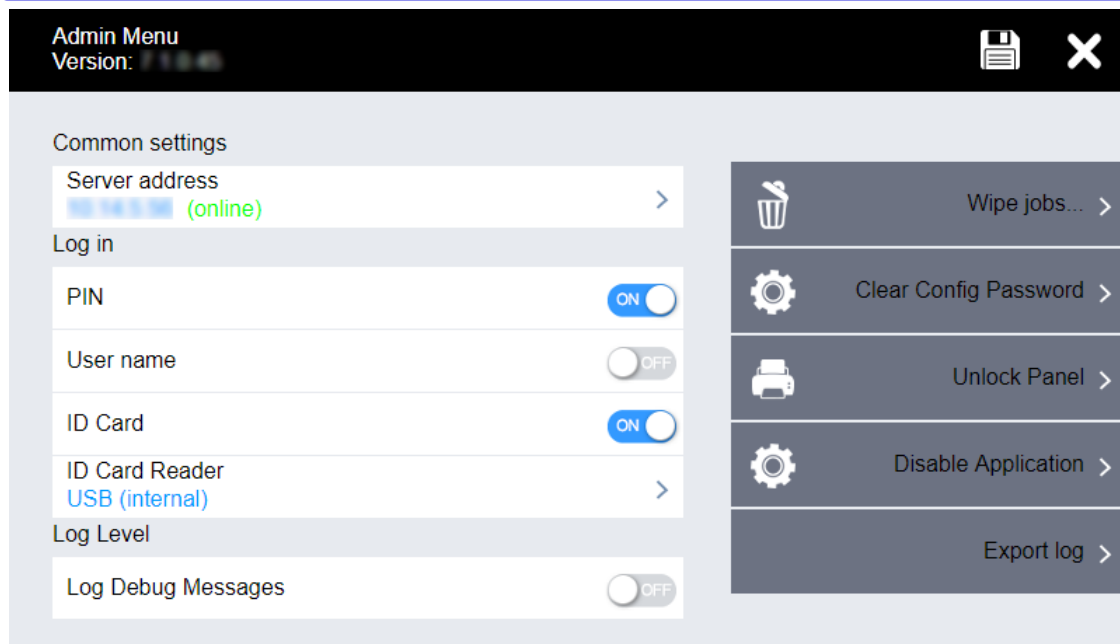 Admin Menu
Version:
Common settings
Server address
(online)
Log in
PIN
ON
User name
OFF
ID Card
ON
ID Card Reader
USB (internal)
Log Level
Log Debug Messages
OFF
Wipe jobs...
Clear Config Password
Unlock Panel
Disable Application
Export log